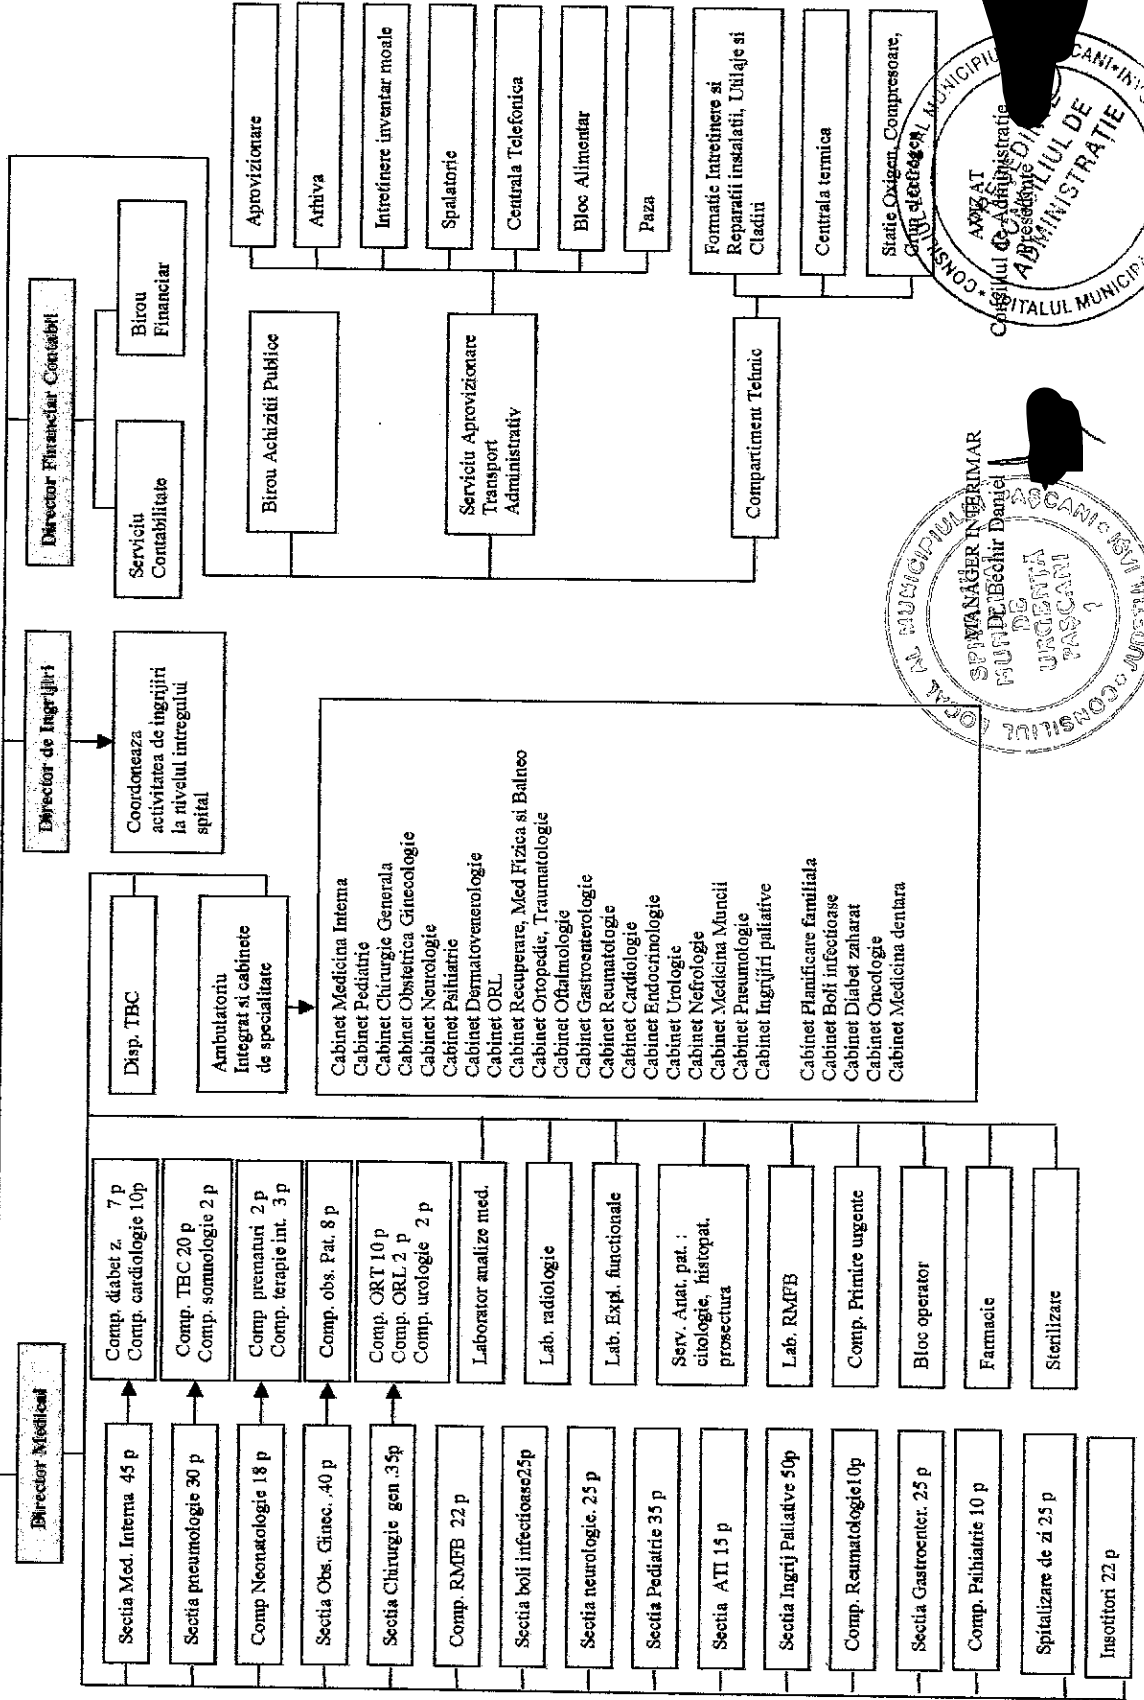 Director Medical
Sectia Med. Interna 45 p
Comp. diabet z. 7 p
Comp. cardiologie 10p
Sectia pneumologie 30 p
Comp. TBC 20 p
Comp. somnologie 2 p
Comp Neonatologie 18 p
Comp prematuri 2 p
Comp. terapie int. 3 p
Sectia Obs. Ginec. .40 p
Comp. obs. Pat. 8 p
Sectia Chirurgie gen .35p
Comp. ORT 10 p
Comp. ORL 2 p
Comp. urologie 2 p
Comp. RMFB 22 p
Sectia boli infectioase25p
Sectia neurologie. 25 p
Sectia Pediatrie 35 p
Sectia ATI 15 p
Sectia Ingrij Paliative 50p
Comp. Reumatologie10p
Sectia Gastroenter. 25 p
Comp. Psihiatrie 10 p
Spitalizare de zi 25 p
Insotitori 22 p
Laborator analize med.
Lab. radiologie
Lab. Expl. functionale
Serv. Anat. pat. :
citologie, histopat.
prosectura
Lab. RMFB
Comp. Primire urgente
Bloc operator
Farmacie
Sterilizare
Disp. TBC
Ambulatoriu
Integrat si cabinete
de specialitate
Cabinet Medicina Interna
Cabinet Pediatrie
Cabinet Chirurgie Generala
Cabinet Obstetrica Ginecologie
Cabinet Neurologie
Cabinet Psihiatrie
Cabinet Dermatovenerologie
Cabinet ORL
Cabinet Recuperare, Med Fizica si Balneo
Cabinet Ortopedie, Traumatologie
Cabinet Oftalmologie
Cabinet Gastroenterologie
Cabinet Reumatologie
Cabinet Cardiologie
Cabinet Endocrinologie
Cabinet Urologie
Cabinet Nefrologie
Cabinet Medicina Muncii
Cabinet Pneumologie
Cabinet Ingrijiri paliative
Cabinet Planificare familiala
Cabinet Boli infectioase
Cabinet Diabet zaharat
Cabinet Oncologie
Cabinet Medicina dentara
Director de Ingrijiri
Coordoneaza
activitatea de ingrijiri
la nivelul intregului
spital
Director Financiar Contabil
Serviciu
Contabilitate
Birou
Financiar
Birou Achizitii Publice
Serviciu Aprovizionare
Transport
Administrativ
Compartiment Tehnic
Aprovizionare
Arhiva
Intretinere inventar moale
Spalatorie
Centrala Telefonica
Bloc Alimentar
Paza
Formatie Intretinere si
Reparatii instalatii, Utilaje si
Cladiri
Centrala termica
Statie Oxigen, Compresoare,
Grup electrogen
MANAGER INTERIMAR
Dr. Bechir Daniel
CONSILIUL LOCAL AL MUNICIPIULUI PAȘCANI
DE
URGENTA
PAȘCANI
AVIZAT
Consiliul de Administratie
Presedinte
CONSILIUL DE
ADMINISTRAȚIE
SPITALUL MUNICIPAL